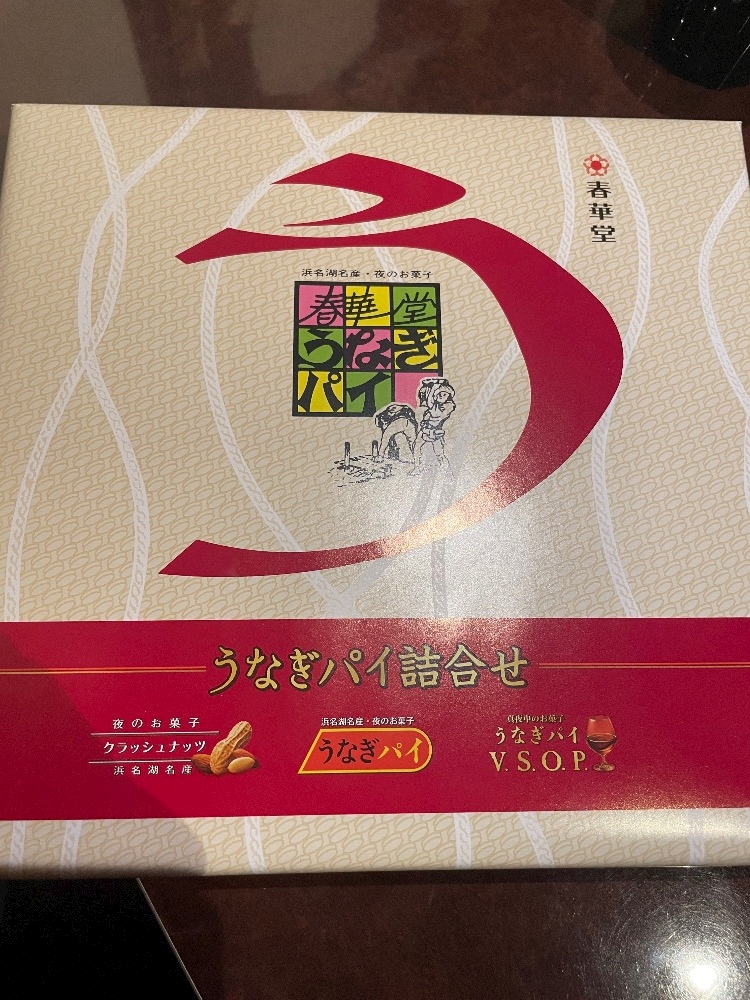 春華堂
う
浜名湖名産・夜のお菓子
春華堂
うなぎ
パイ
うなぎパイ詰合せ
夜のお菓子
クラッシュナッツ
浜名湖名産
浜名湖名産・夜のお菓子
うなぎパイ
真夜中のお菓子
うなぎパイ
V.S.O.P.